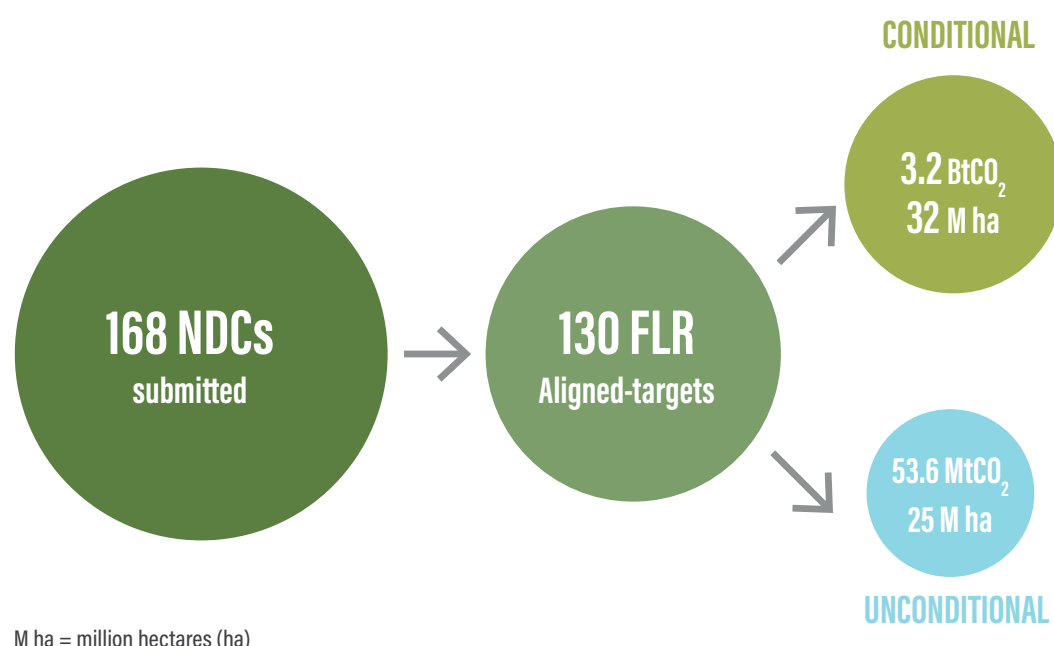 CONDITIONAL
3.2 BtCO₂
32 M ha
168 NDCs
submitted
130 FLR
Aligned-targets
53.6 MtCO₂
25 M ha
UNCONDITIONAL
M ha = million hectares (ha)